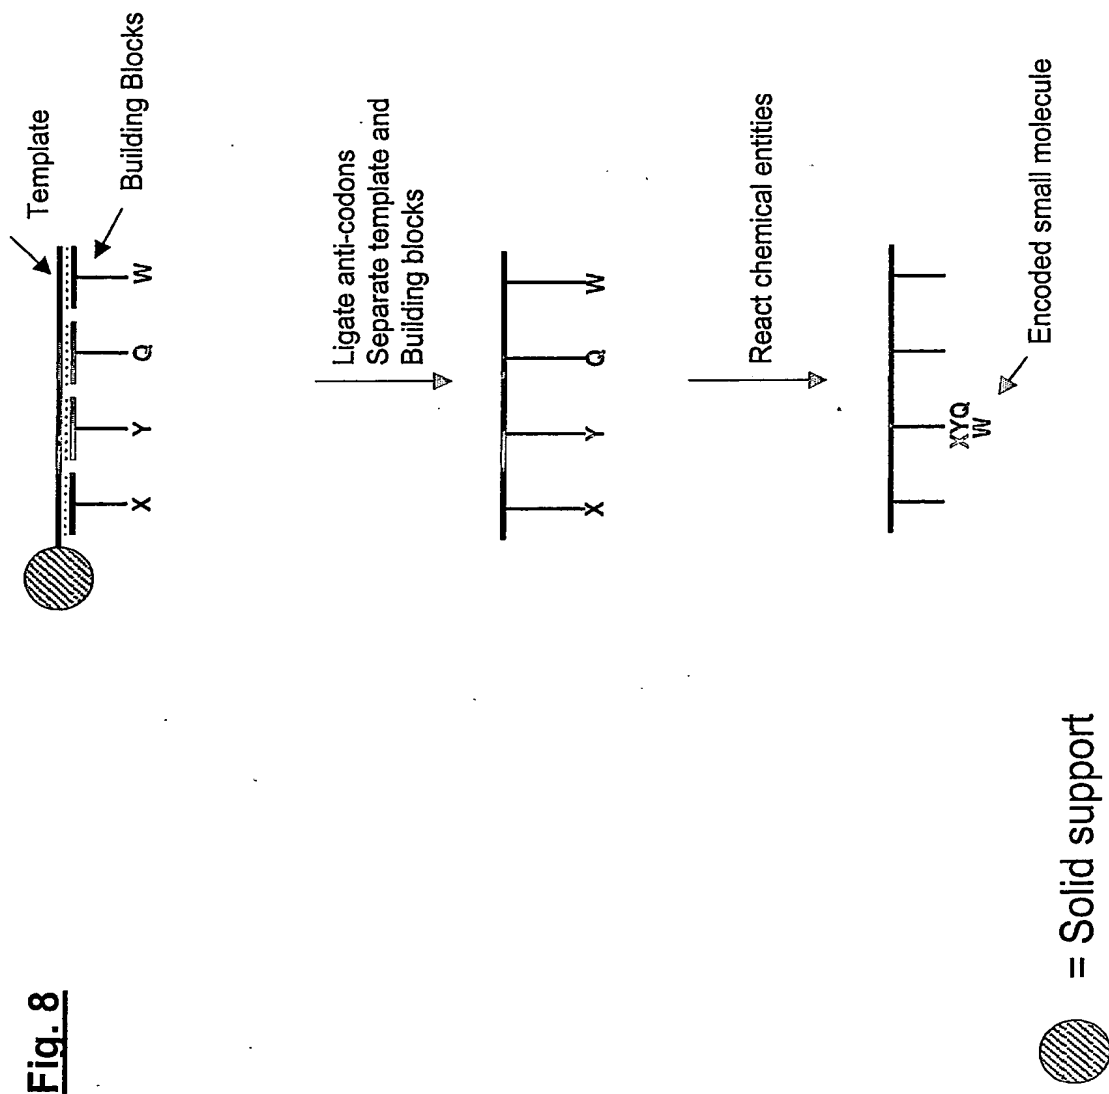 Fig. 8
Template
Building Blocks
X Y Q W
Ligate anti-codons
Separate template and
Building blocks
X Y Q W
React chemical entities
XYQ
W
Encoded small molecule
= Solid support